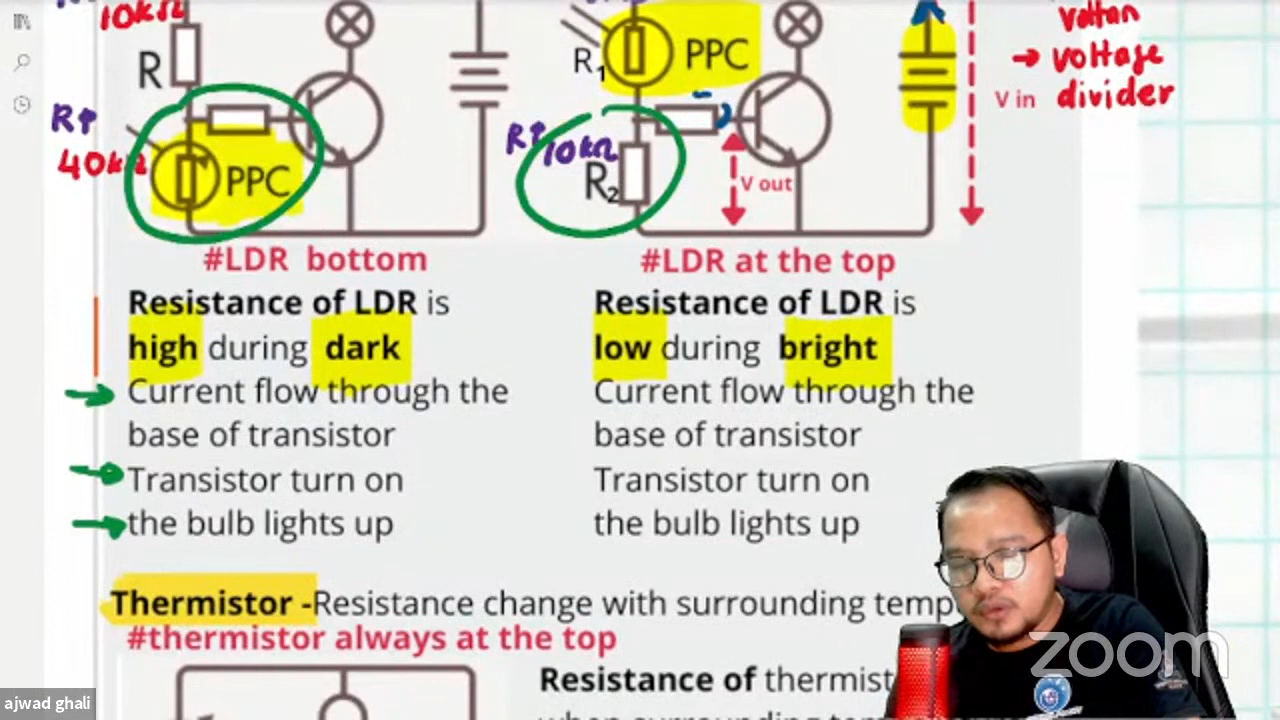 10kΩ
R
R↑
40kΩ
PPC
R1
PPC
R↑
10kΩ
R2
V out
V in
Voltan
→ voltage
divider
#LDR bottom
Resistance of LDR is
high during dark
Current flow through the
base of transistor
Transistor turn on
the bulb lights up
#LDR at the top
Resistance of LDR is
low during bright
Current flow through the
base of transistor
Transistor turn on
the bulb lights up
Thermistor -Resistance change with surrounding temp
#thermistor always at the top
Resistance of thermist
ajwad ghali
zoom